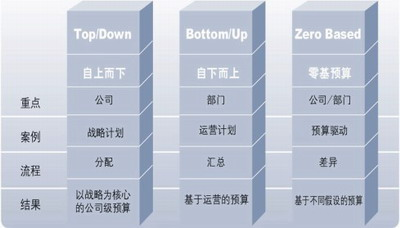 Top/Down Bottom/Up Zero Based
自上而下 自下而上 零基预算
重点 公司 部门 公司/部门
案例 战略计划 运营计划 预算驱动
流程 分配 汇总 差异
结果 以战略为核心的公司级预算 基于运营的预算 基于不同假设的预算